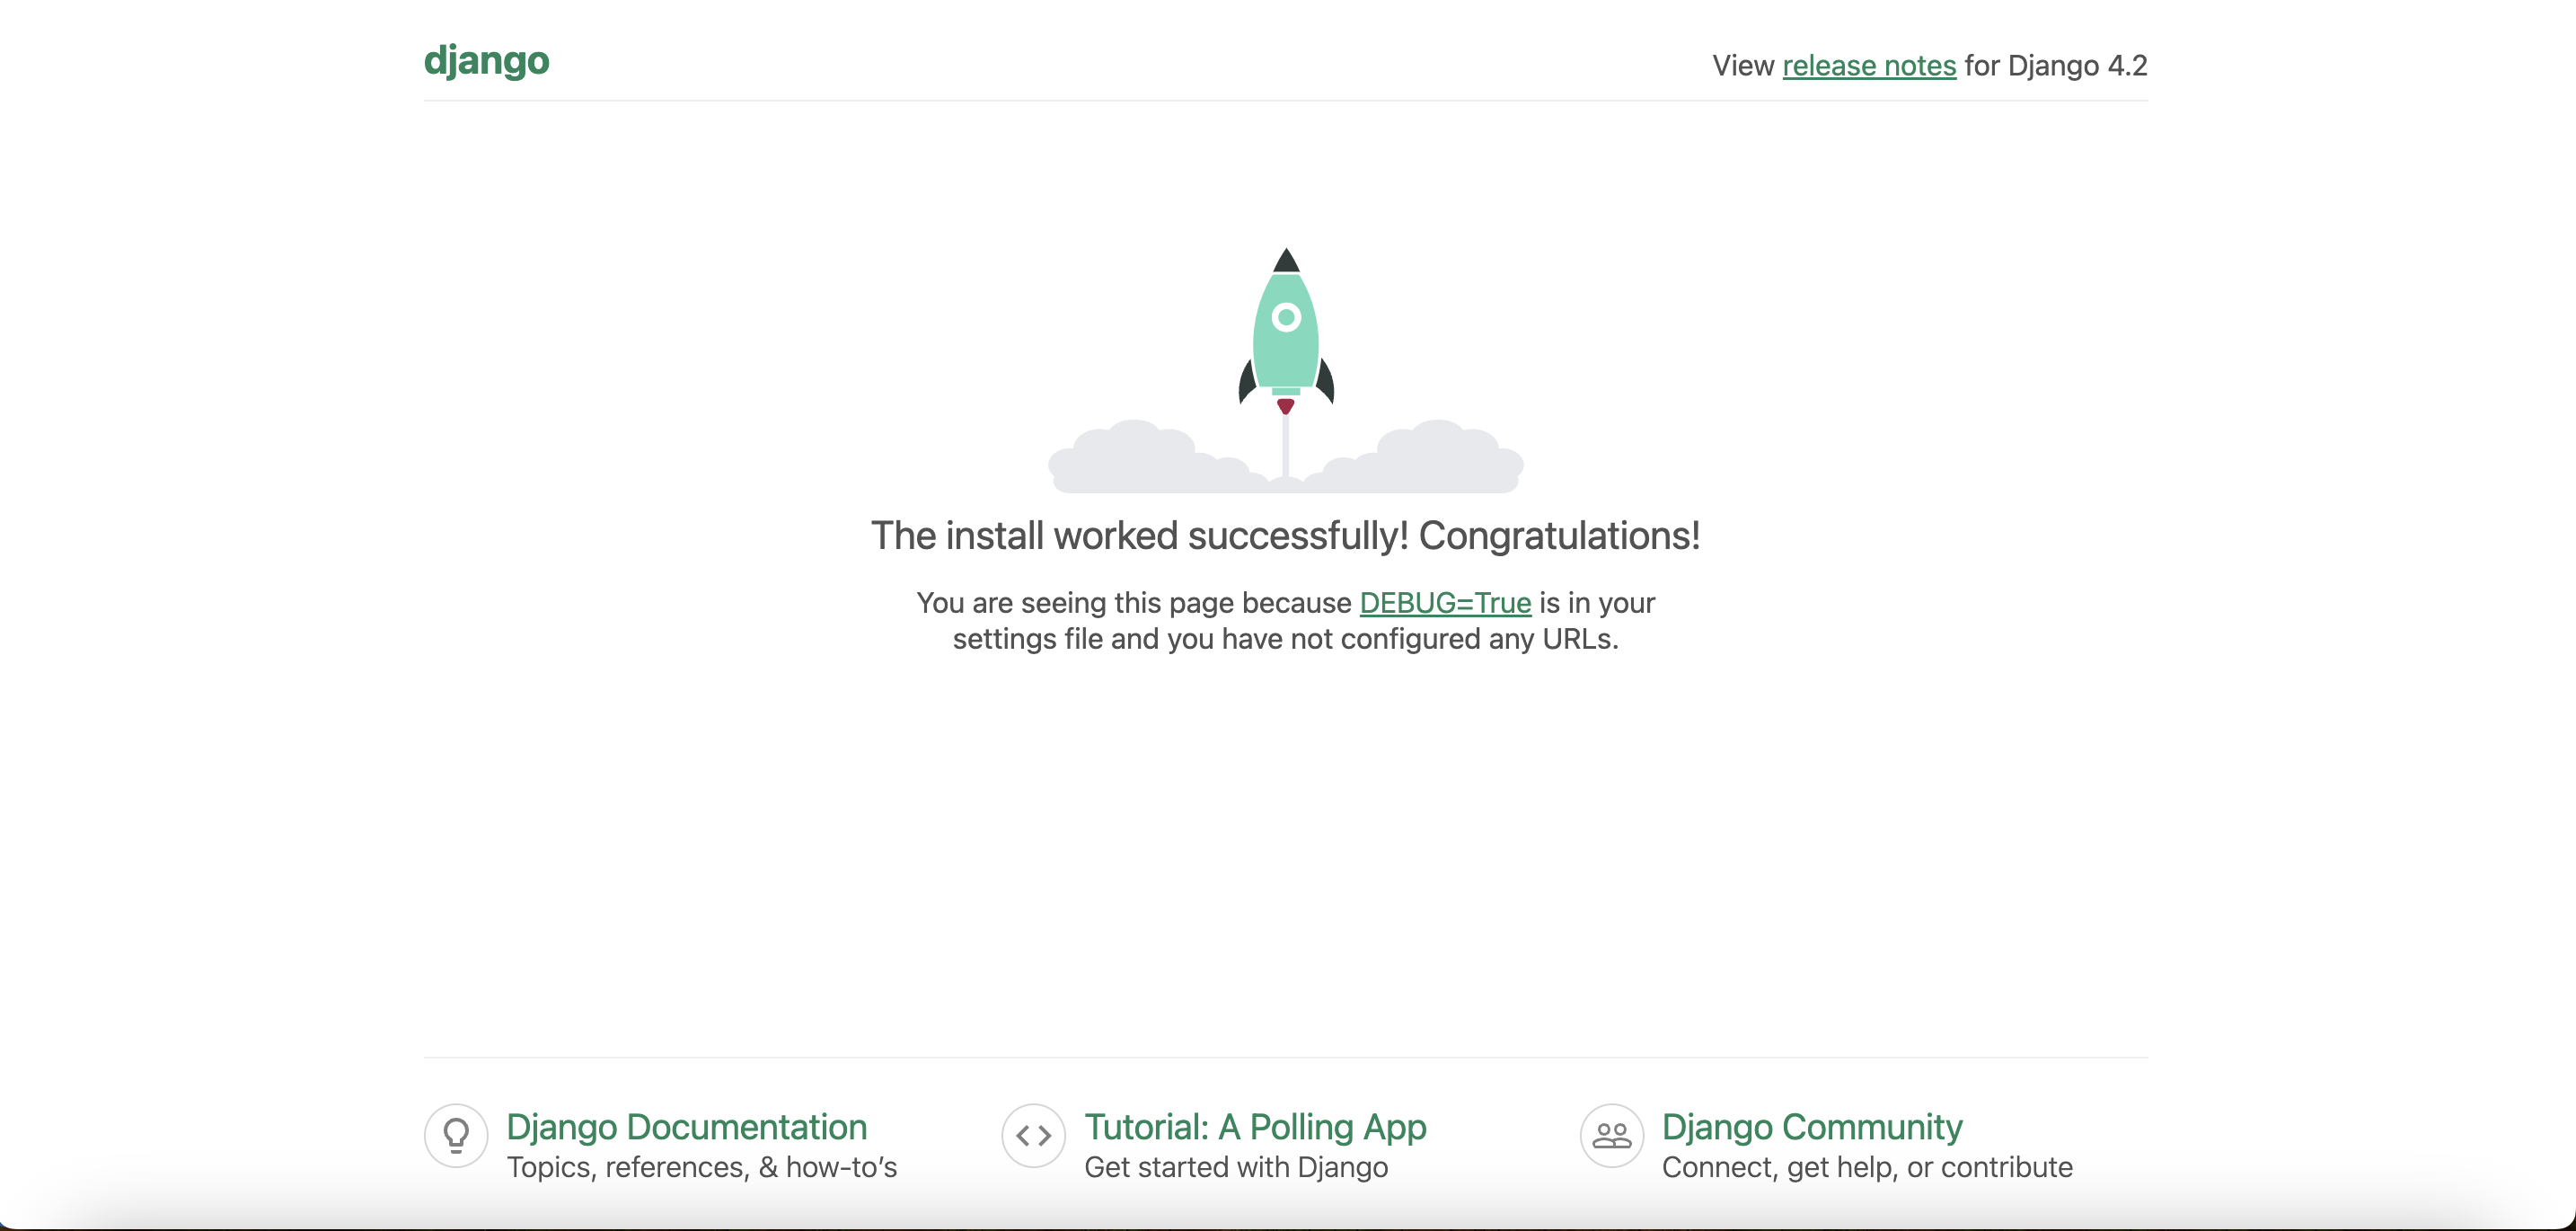 django
View release notes for Django 4.2
The install worked successfully! Congratulations!
You are seeing this page because DEBUG=True is in your
settings file and you have not configured any URLs.
Django Documentation
Topics, references, & how-to’s
Tutorial: A Polling App
Get started with Django
Django Community
Connect, get help, or contribute